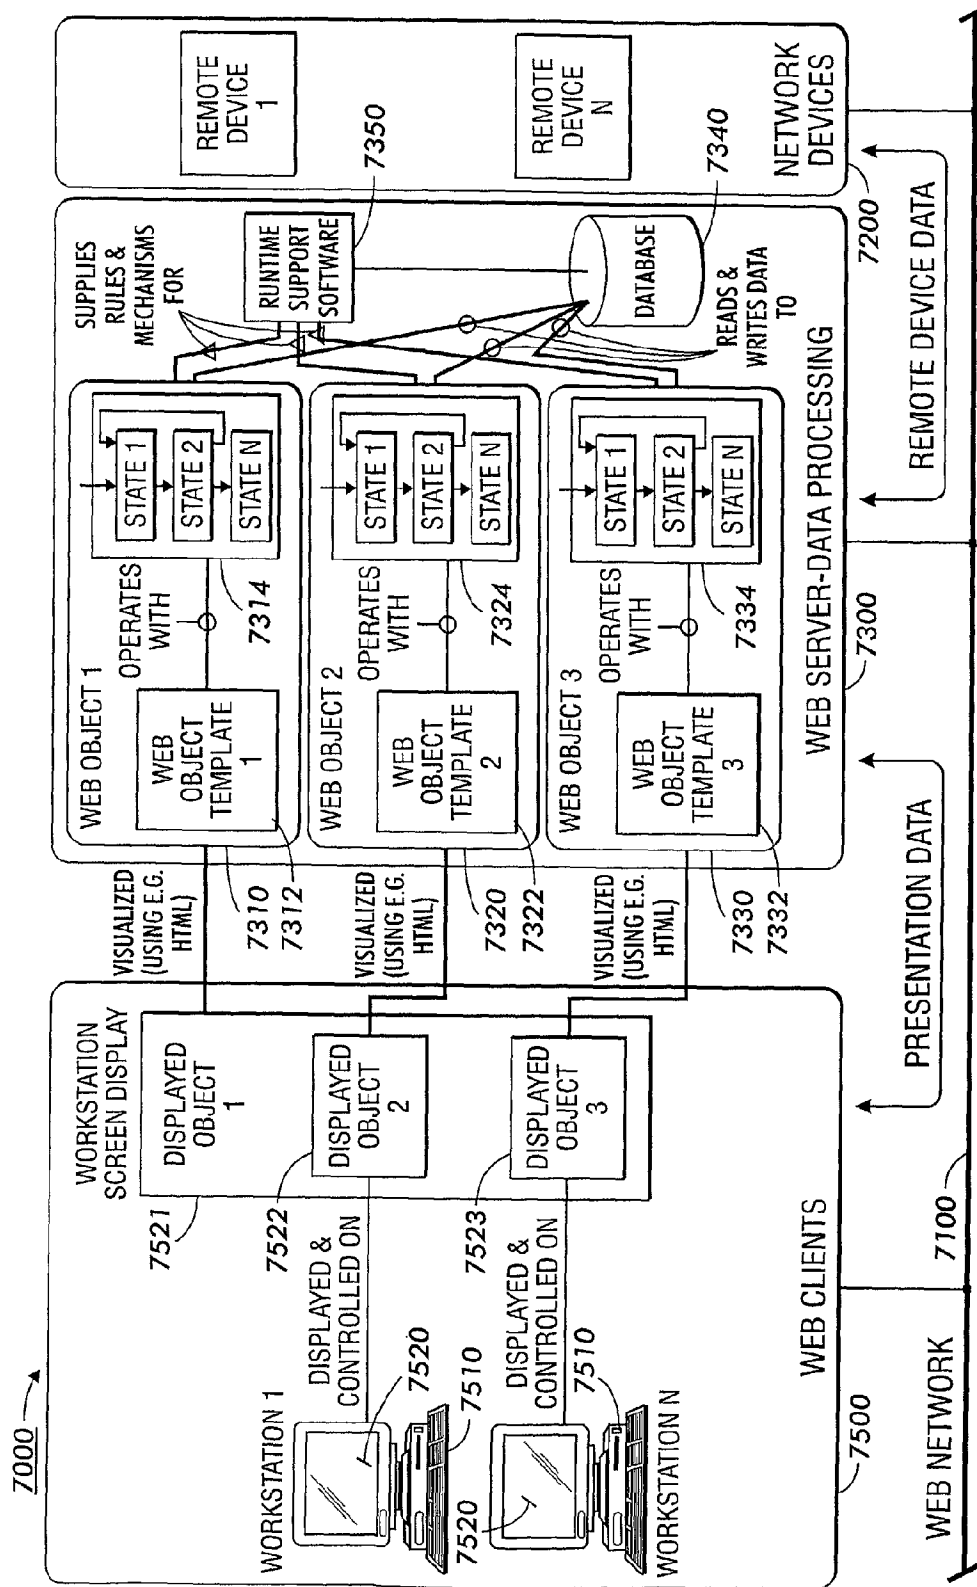 7000
WORKSTATION 1
7520
7510
7520
WORKSTATION N
7510
DISPLAYED &
CONTROLLED ON
DISPLAYED &
CONTROLLED ON
WORKSTATION
SCREEN DISPLAY
7521
DISPLAYED
OBJECT
1
7522
DISPLAYED
OBJECT
2
7523
DISPLAYED
OBJECT
3
WEB CLIENTS
7500
VISUALIZED
(USING E.G.
HTML)
7310
7312
VISUALIZED
(USING E.G.
HTML)
7320
7322
VISUALIZED
(USING E.G.
HTML)
7330
7332
WEB OBJECT 1
WEB
OBJECT
TEMPLATE
1
OPERATES
WITH
7314
STATE 1
STATE 2
STATE N
WEB OBJECT 2
WEB
OBJECT
TEMPLATE
2
OPERATES
WITH
7324
STATE 1
STATE 2
STATE N
WEB OBJECT 3
WEB
OBJECT
TEMPLATE
3
OPERATES
WITH
7334
STATE 1
STATE 2
STATE N
SUPPLIES
RULES &
MECHANISMS
FOR
RUNTIME
SUPPORT
SOFTWARE
7350
DATABASE
7340
READS &
WRITES DATA
TO
WEB SERVER-DATA PROCESSING
7300
REMOTE
DEVICE
1
REMOTE
DEVICE
N
NETWORK
DEVICES
7200
PRESENTATION DATA
REMOTE DEVICE DATA
WEB NETWORK
7100